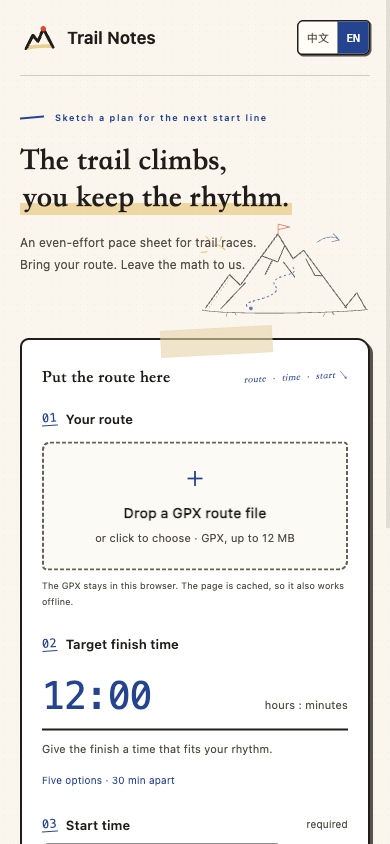 Trail Notes
中文 EN
Sketch a plan for the next start line
The trail climbs,
you keep the rhythm.
An even-effort pace sheet for trail races.
Bring your route. Leave the math to us.
Put the route here
route · time · start ↘
01 Your route
+
Drop a GPX route file
or click to choose · GPX, up to 12 MB
The GPX stays in this browser. The page is cached, so it also works
offline.
02 Target finish time
12:00
hours : minutes
Give the finish a time that fits your rhythm.
Five options · 30 min apart
03 Start time
required